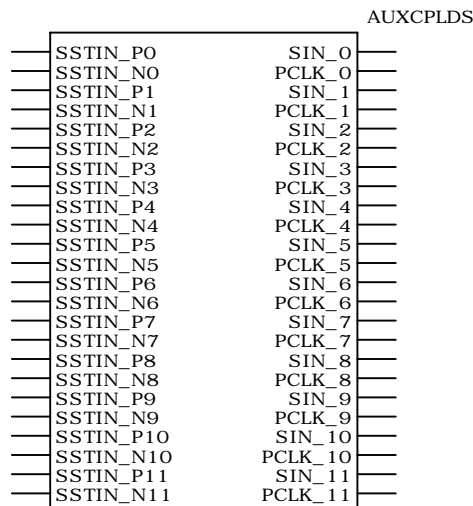 AUXCPLDS
SSTIN_P0 SIN_0
SSTIN_N0 PCLK_0
SSTIN_P1 SIN_1
SSTIN_N1 PCLK_1
SSTIN_P2 SIN_2
SSTIN_N2 PCLK_2
SSTIN_P3 SIN_3
SSTIN_N3 PCLK_3
SSTIN_P4 SIN_4
SSTIN_N4 PCLK_4
SSTIN_P5 SIN_5
SSTIN_N5 PCLK_5
SSTIN_P6 SIN_6
SSTIN_N6 PCLK_6
SSTIN_P7 SIN_7
SSTIN_N7 PCLK_7
SSTIN_P8 SIN_8
SSTIN_N8 PCLK_8
SSTIN_P9 SIN_9
SSTIN_N9 PCLK_9
SSTIN_P10 SIN_10
SSTIN_N10 PCLK_10
SSTIN_P11 SIN_11
SSTIN_N11 PCLK_11